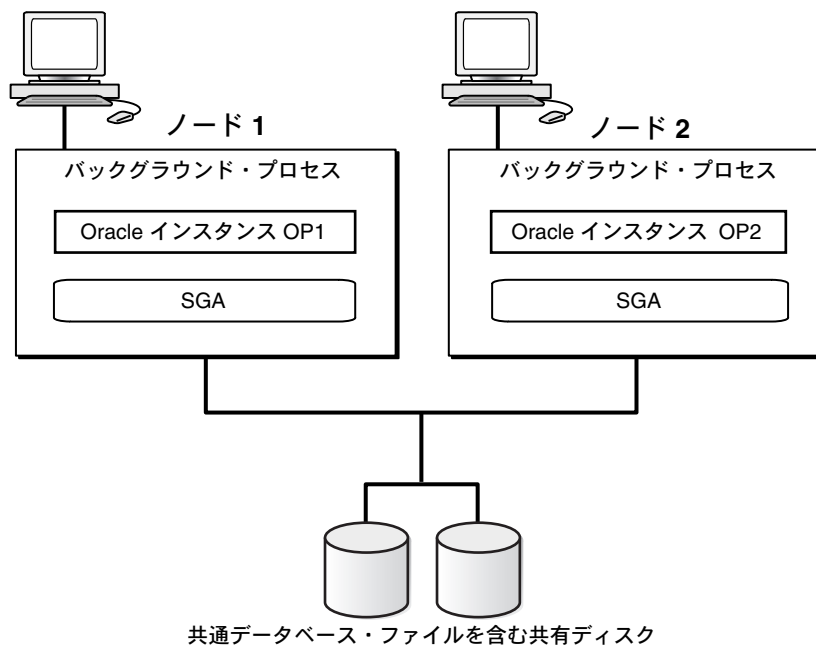 ノード 1
ノード 2
バックグラウンド・プロセス
バックグラウンド・プロセス
Oracle インスタンス OP1
Oracle インスタンス OP2
SGA
SGA
共通データベース・ファイルを含む共有ディスク